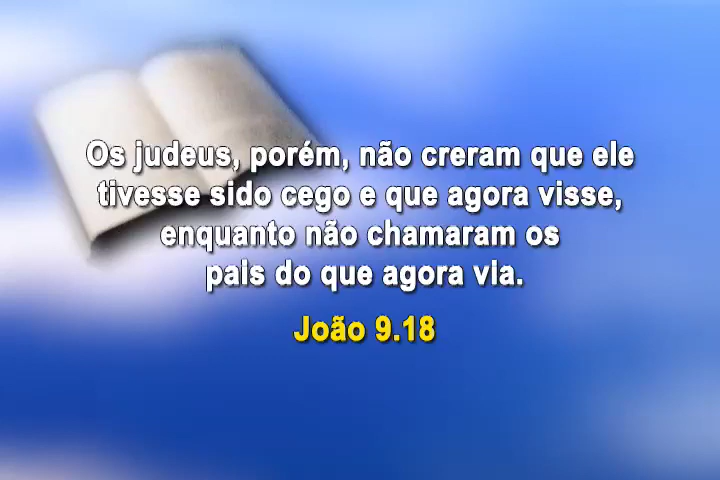 Os judeus, porém, não creram que ele
tivesse sido cego e que agora visse,
enquanto não chamaram os
pais do que agora via.
João 9.18